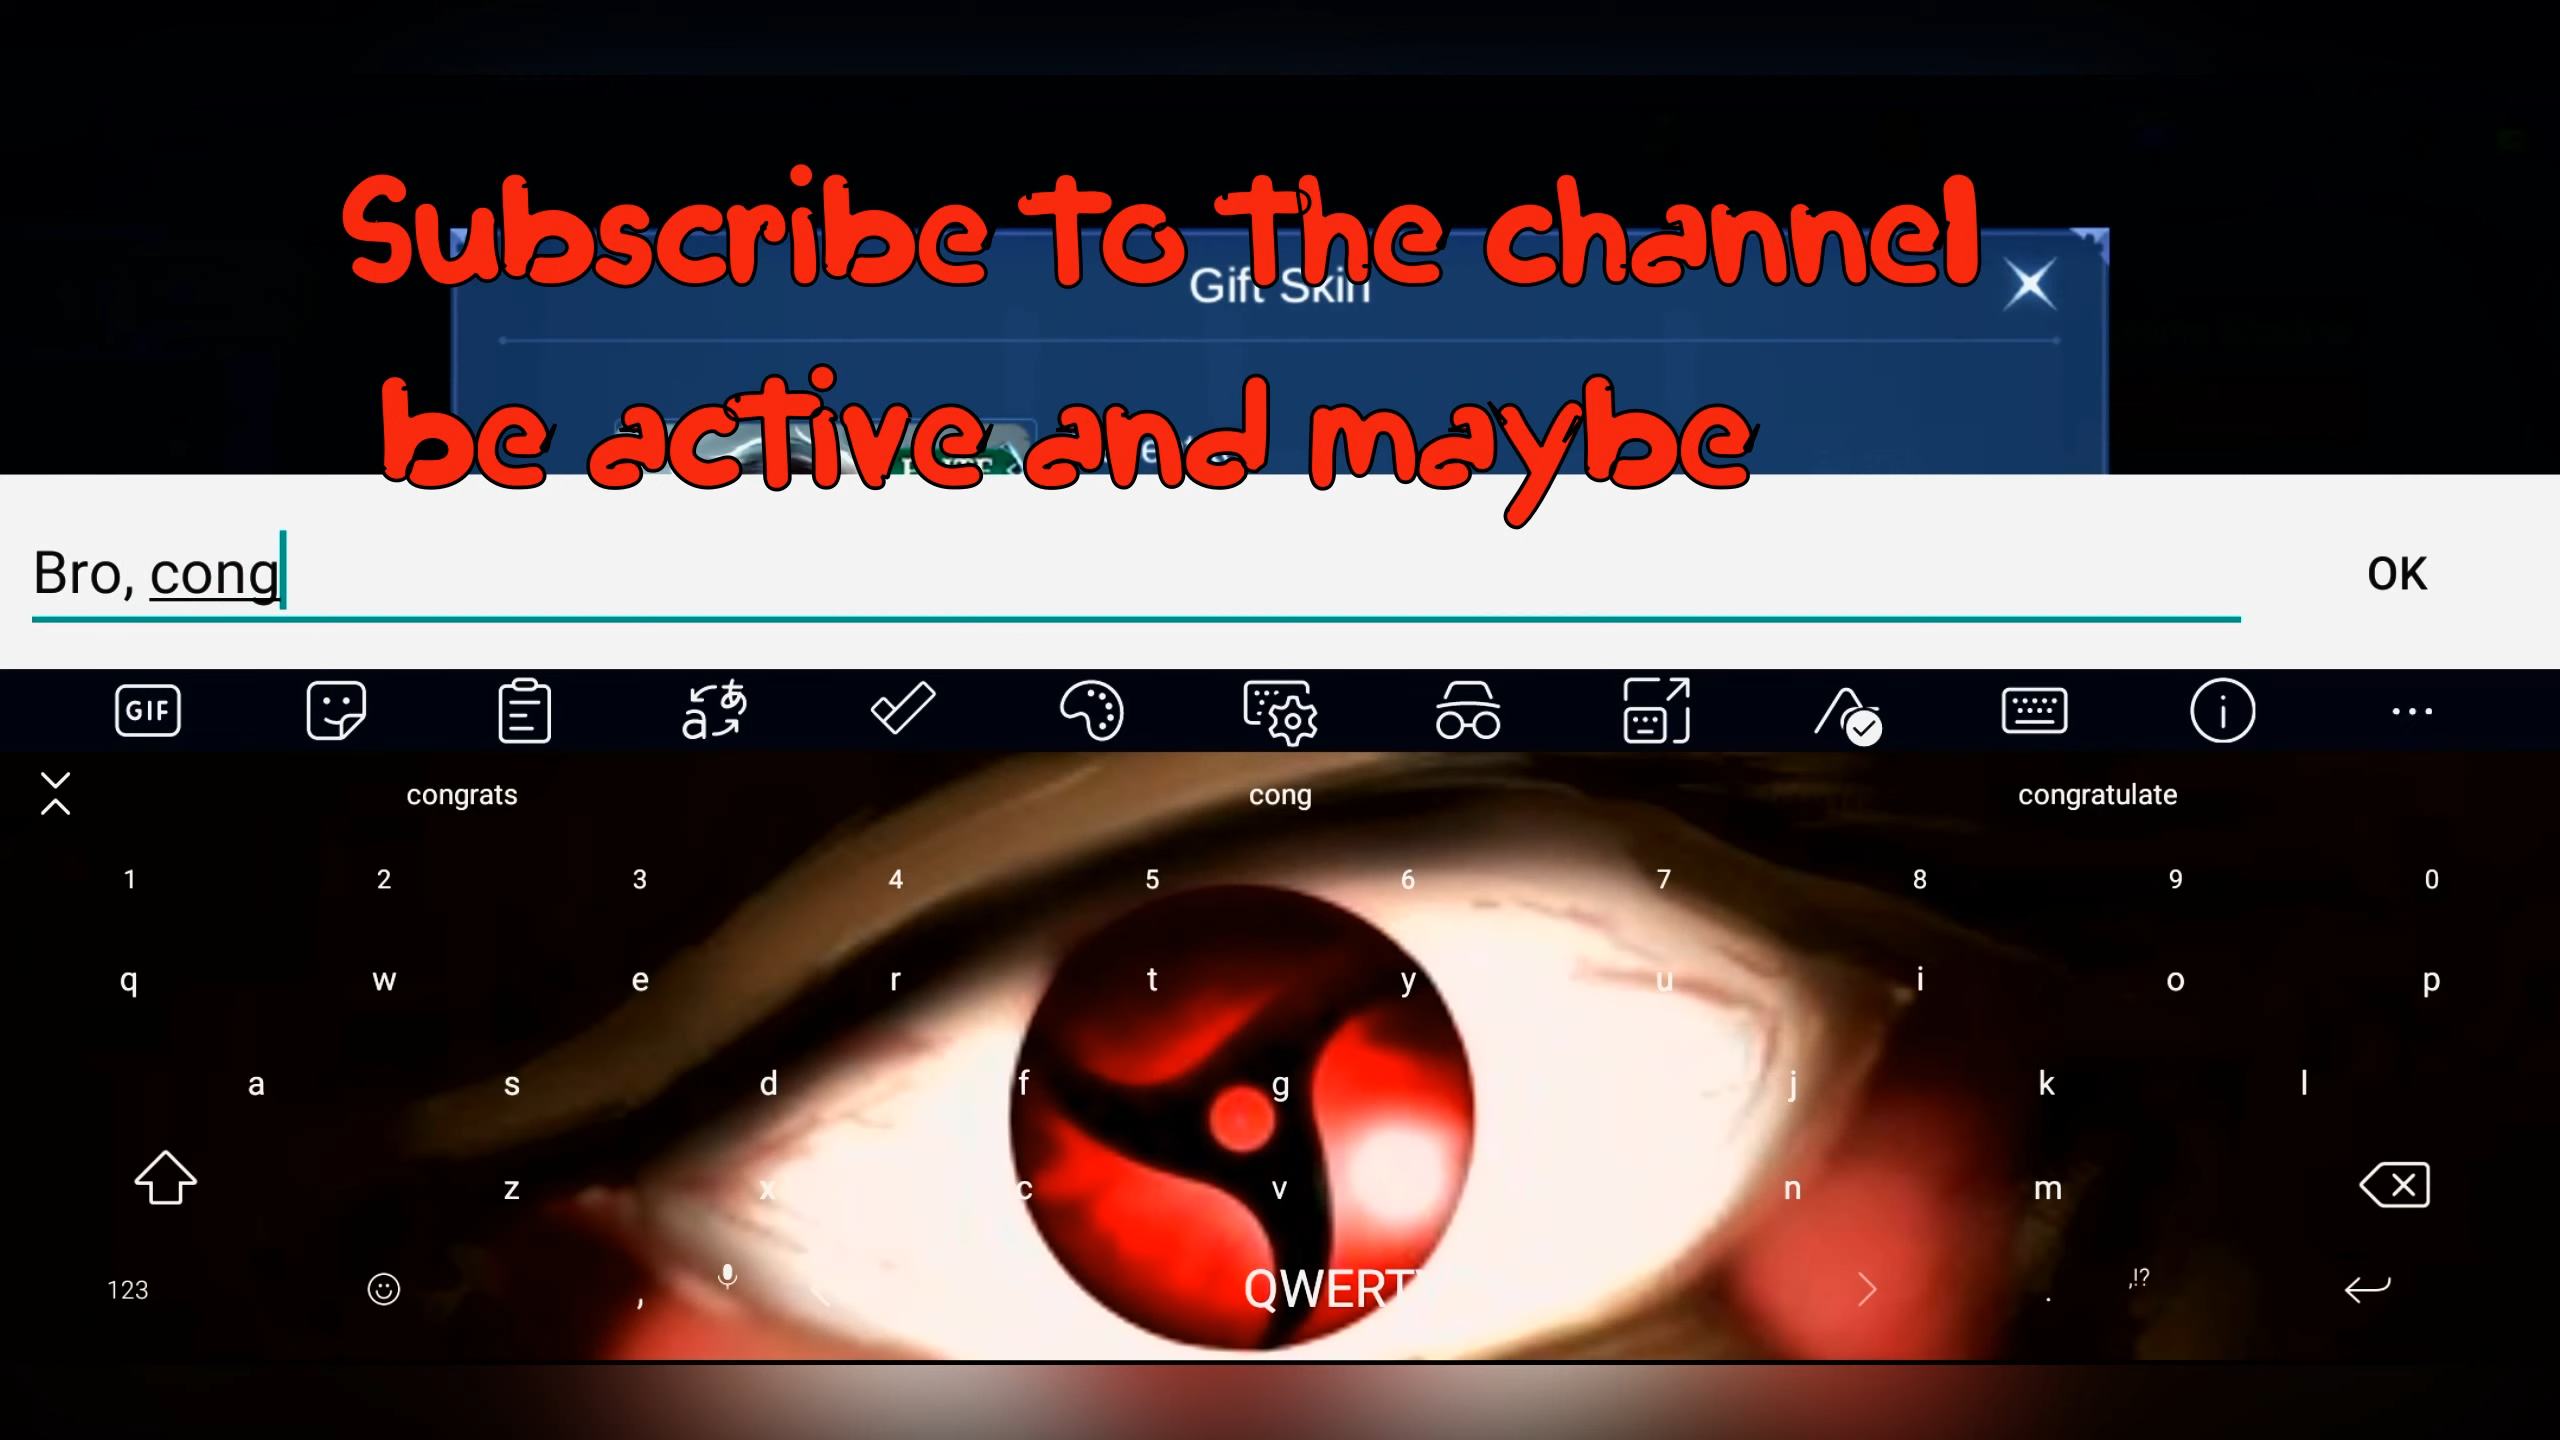 Subscribe to the channel
Gift Skin
be active and maybe
Bro, cong
OK
GIF
congrats cong congratulate
1 2 3 4 5 6 7 8 9 0
q w e r t y u i o p
a s d f g j k l
z x c v n m
123 , QWERT . ,!?